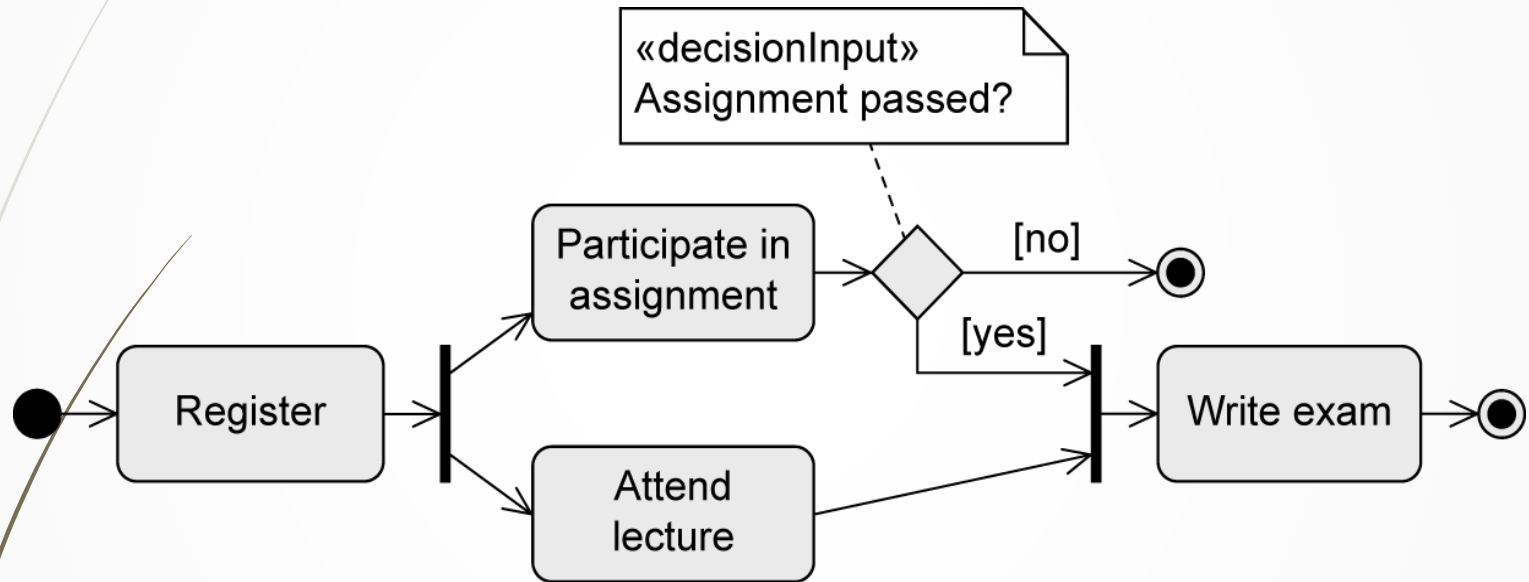 «decisionInput»
Assignment passed?
Participate in
assignment
[no]
[yes]
Register
Write exam
Attend
lecture